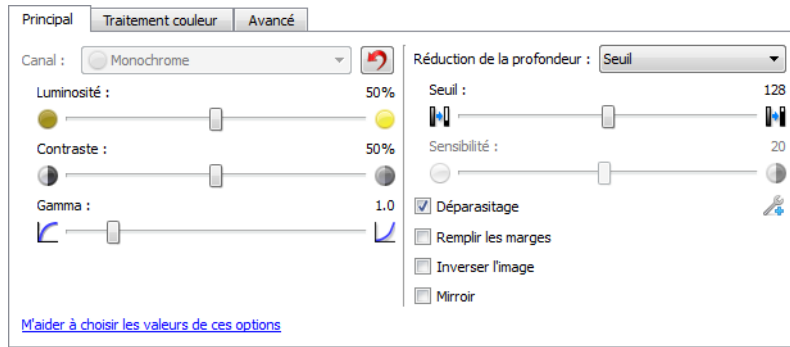 Principal Traitement couleur Avancé
Canal : Monochrome
Luminosité : 50%
Contraste : 50%
Gamma : 1.0
M'aider à choisir les valeurs de ces options
Réduction de la profondeur : Seuil
Seuil : 128
Sensibilité : 20
Déparasitage
Remplir les marges
Inverser l'image
Mirroir